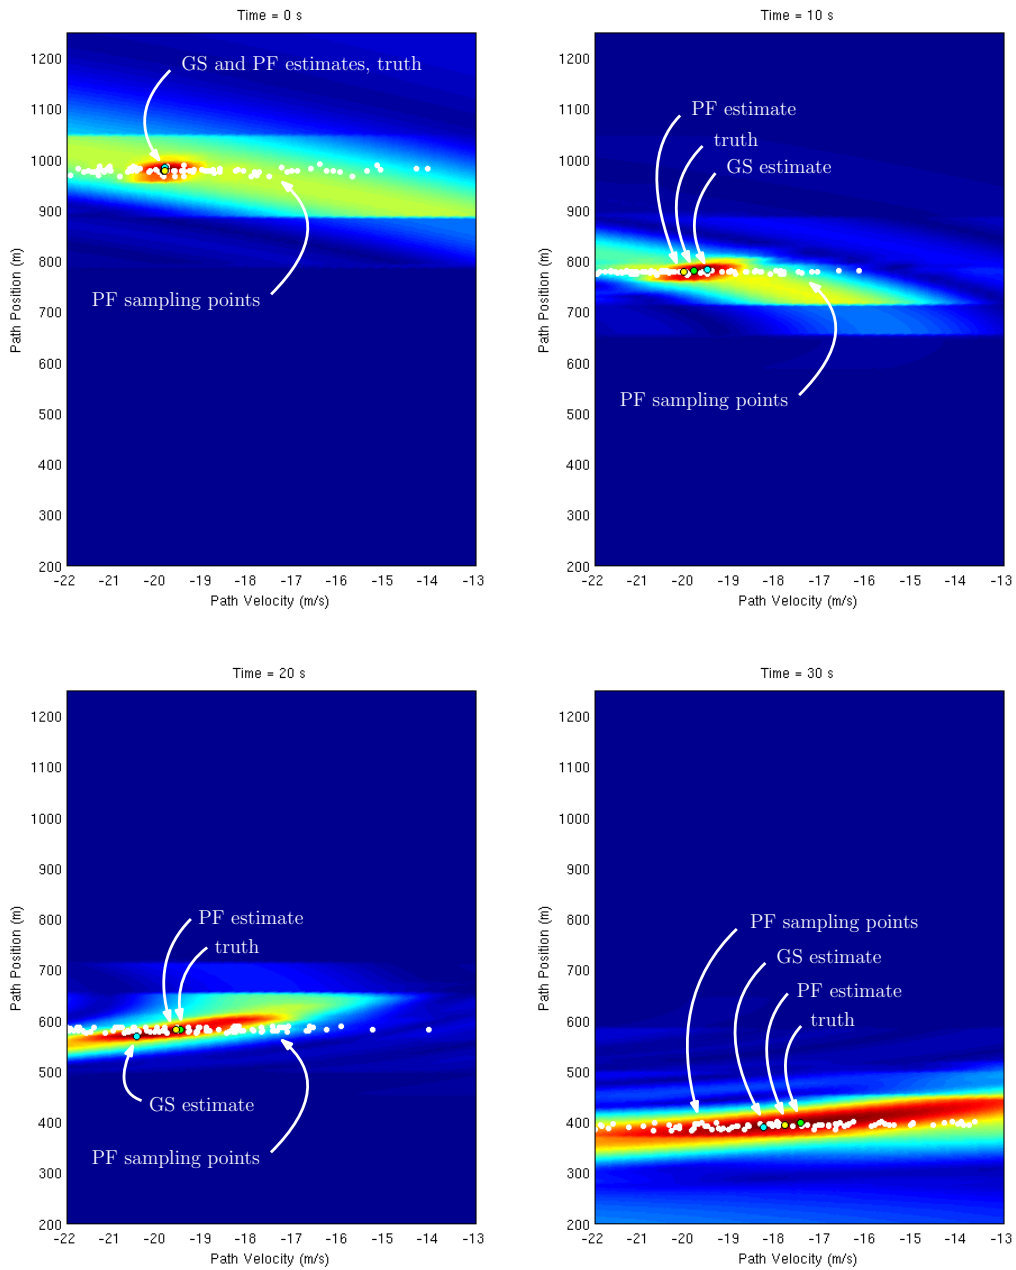 Time = 0 s
GS and PF estimates, truth
PF sampling points
1200
1100
1000
900
800
700
600
500
400
300
200
Path Position (m)
-22 -21 -20 -19 -18 -17 -16 -15 -14 -13
Path Velocity (m/s)
Time = 10 s
PF estimate
truth
GS estimate
PF sampling points
1200
1100
1000
900
800
700
600
500
400
300
200
Path Position (m)
-22 -21 -20 -19 -18 -17 -16 -15 -14 -13
Path Velocity (m/s)
Time = 20 s
PF estimate
truth
GS estimate
PF sampling points
1200
1100
1000
900
800
700
600
500
400
300
200
Path Position (m)
-22 -21 -20 -19 -18 -17 -16 -15 -14 -13
Path Velocity (m/s)
Time = 30 s
PF sampling points
GS estimate
PF estimate
truth
1200
1100
1000
900
800
700
600
500
400
300
200
Path Position (m)
-22 -21 -20 -19 -18 -17 -16 -15 -14 -13
Path Velocity (m/s)